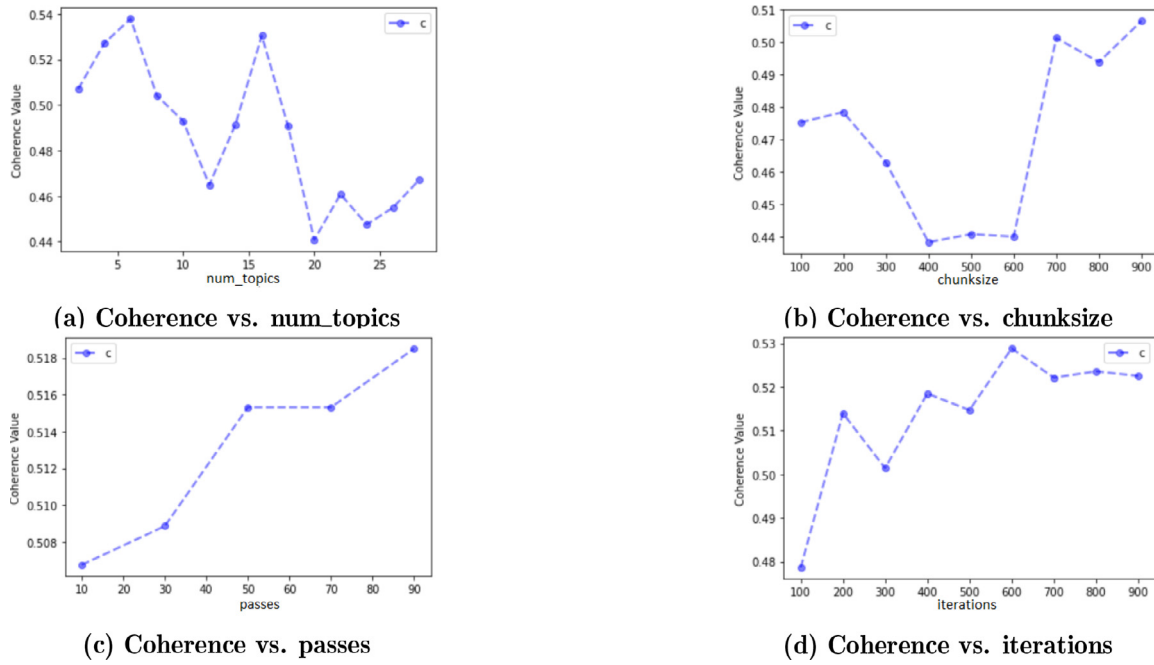 0.54
0.52
0.50
0.48
0.46
0.44
Coherence Value
c
5 10 15 20 25
num_topics
(a) Coherence vs. num_topics
0.51
0.50
0.49
0.48
0.47
0.46
0.45
0.44
Coherence Value
c
100 200 300 400 500 600 700 800 900
chunksize
(b) Coherence vs. chunksize
0.518
0.516
0.514
0.512
0.510
0.508
Coherence Value
c
10 20 30 40 50 60 70 80 90
passes
(c) Coherence vs. passes
0.53
0.52
0.51
0.50
0.49
0.48
Coherence Value
c
100 200 300 400 500 600 700 800 900
iterations
(d) Coherence vs. iterations